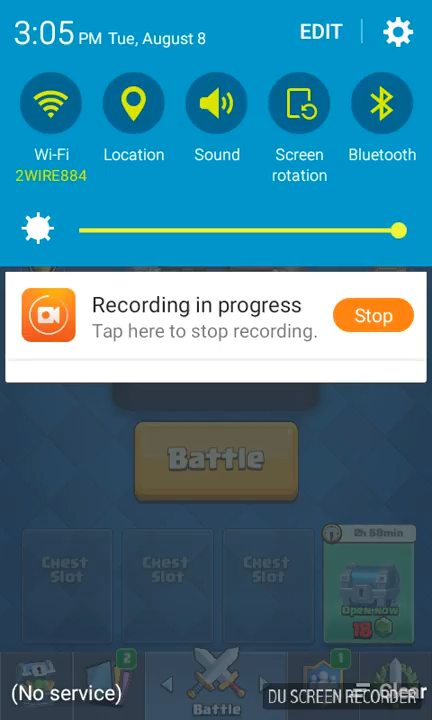 3:05 PM Tue, August 8
EDIT
Wi-Fi
2WIRE884
Location
Sound
Screen
rotation
Bluetooth
Recording in progress
Tap here to stop recording.
Stop
Battle
Chest
Slot
Chest
Slot
Chest
Slot
2h 58min
Open now
18
2
1
Battle
(No service)
Clear
DU SCREEN RECORDER